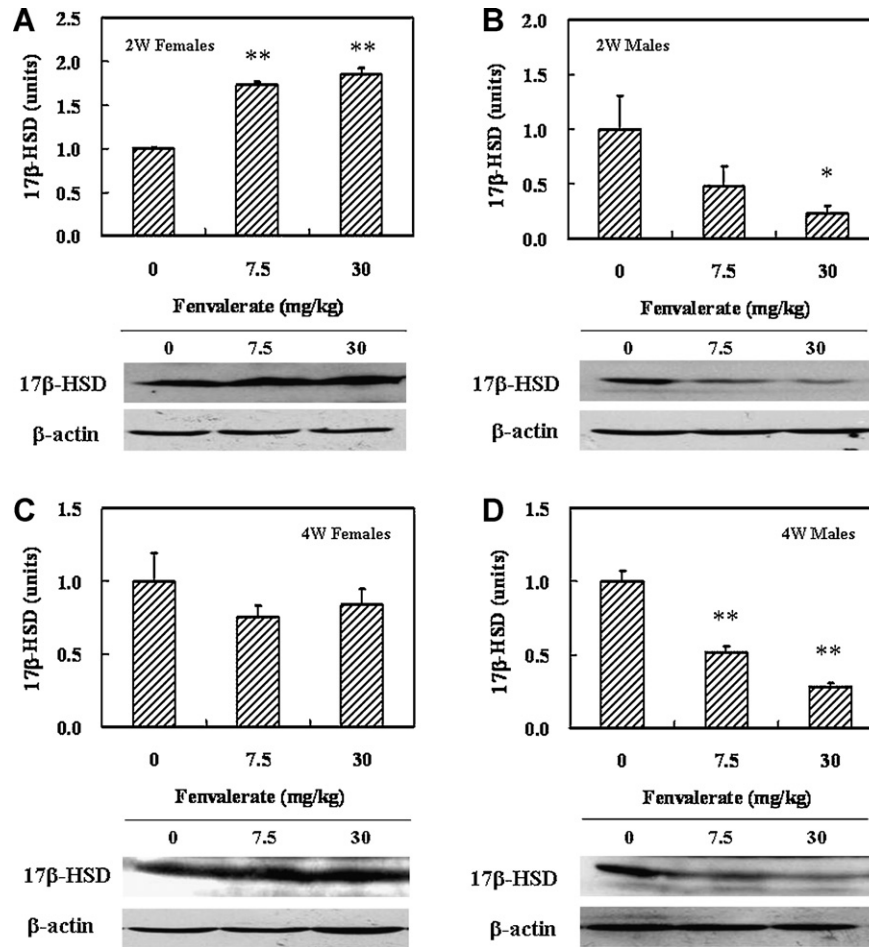 A
2W Females
17β-HSD (units)
2.5
2.0
1.5
1.0
0.5
0.0
**
**
0 7.5 30
Fenvalerate (mg/kg)
0 7.5 30
17β-HSD
β-actin
B
2W Males
17β-HSD (units)
2.0
1.5
1.0
0.5
0.0
*
0 7.5 30
Fenvalerate (mg/kg)
0 7.5 30
17β-HSD
β-actin
C
4W Females
17β-HSD (units)
1.5
1.0
0.5
0.0
0 7.5 30
Fenvalerate (mg/kg)
0 7.5 30
17β-HSD
β-actin
D
4W Males
17β-HSD (units)
1.5
1.0
0.5
0.0
**
**
0 7.5 30
Fenvalerate (mg/kg)
0 7.5 30
17β-HSD
β-actin